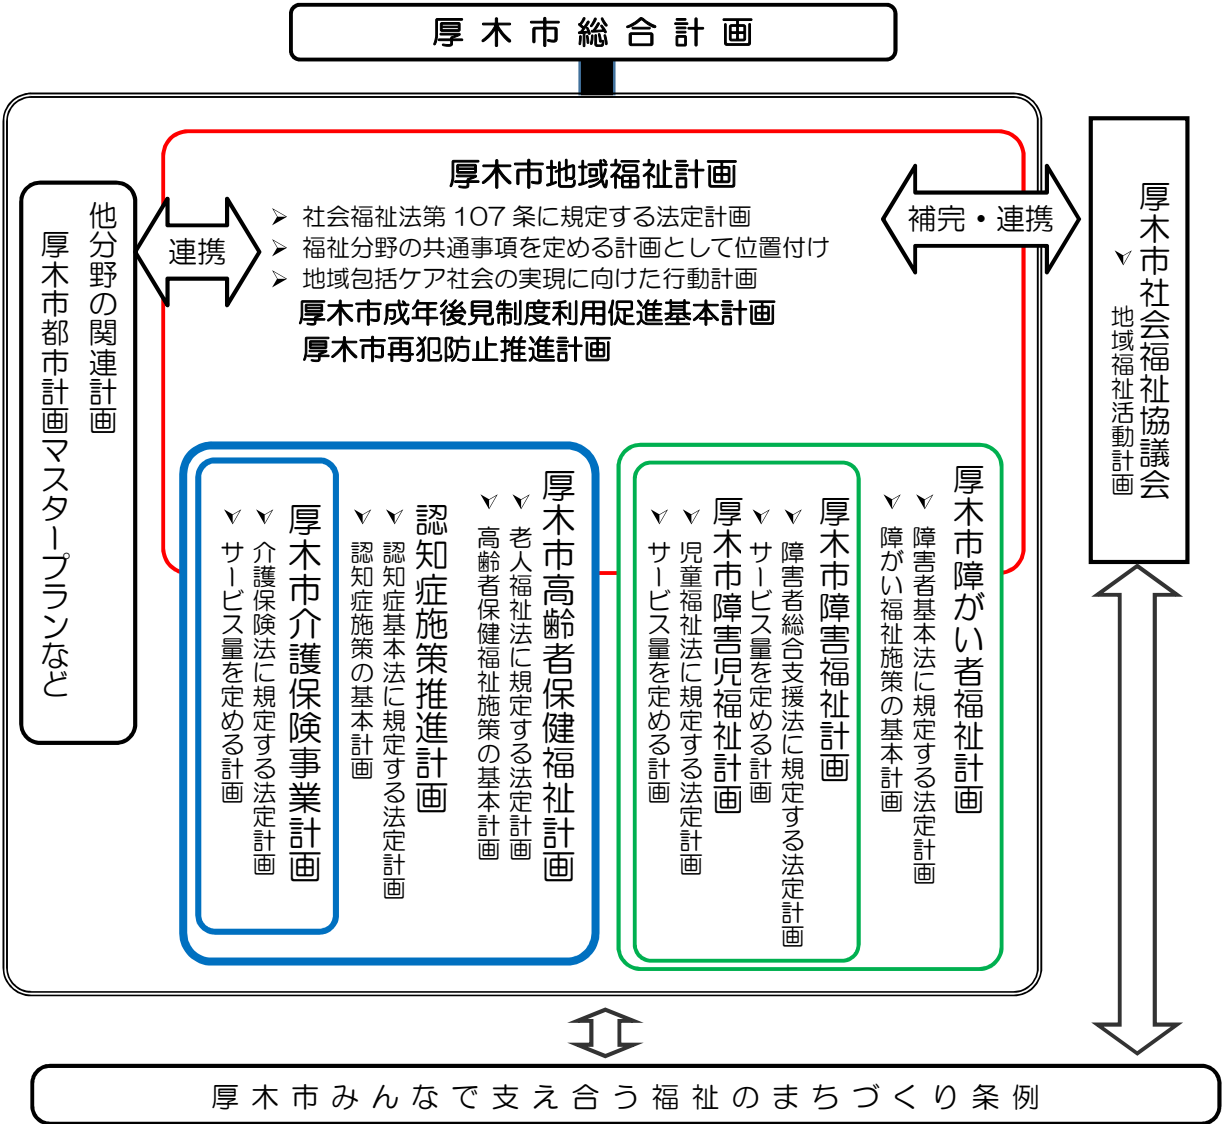 厚木市総合計画
厚木市地域福祉計画
➢ 社会福祉法第 107 条に規定する法定計画
➢ 福祉分野の共通事項を定める計画として位置付け
➢ 地域包括ケア社会の実現に向けた行動計画
厚木市成年後見制度利用促進基本計画
厚木市再犯防止推進計画
連携
補完・連携
他分野の関連計画
厚木市都市計画マスタープランなど
厚木市社会福祉協議会
➢ 地域福祉活動計画
厚木市障がい者福祉計画
➢ 障害者基本法に規定する法定計画
➢ 障がい福祉施策の基本計画
厚木市障害福祉計画
➢ 障害者総合支援法に規定する法定計画
➢ サービス量を定める計画
厚木市障害児福祉計画
➢ 児童福祉法に規定する法定計画
➢ サービス量を定める計画
厚木市高齢者保健福祉計画
➢ 老人福祉法に規定する法定計画
➢ 高齢者保健福祉施策の基本計画
認知症施策推進計画
➢ 認知症基本法に規定する法定計画
➢ 認知症施策の基本計画
厚木市介護保険事業計画
➢ 介護保険法に規定する法定計画
➢ サービス量を定める計画
厚木市みんなで支え合う福祉のまちづくり条例